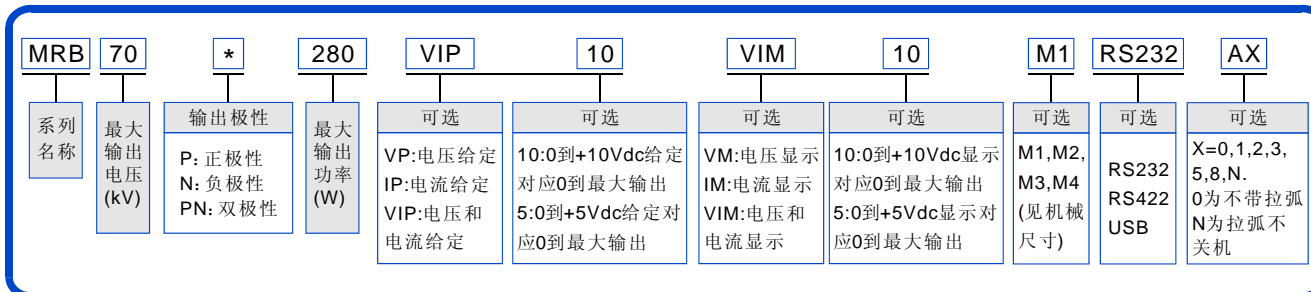 MRB 70 * 280 VIP 10 VIM 10 M1 RS232 AX
系列
名称
最大
输出
电压
(kV)
输出极性
P: 正极性
N: 负极性
PN: 双极性
最大
输出
功率
(W)
可选
VP:电压给定
IP:电流给定
VIP:电压和
电流给定
可选
10:0到+10Vdc给定
对应0到最大输出
5:0到+5Vdc给定对
应0到最大输出
可选
VM:电压显示
IM:电流显示
VIM:电压和
电流显示
可选
10:0到+10Vdc显示
对应0到最大输出
5:0到+5Vdc显示对
应0到最大输出
可选
M1,M2,
M3,M4
(见机械
尺寸)
可选
RS232
RS422
USB
可选
X=0,1,2,3,
5,8,N.
0为不带拉弧
N为拉弧不
关机